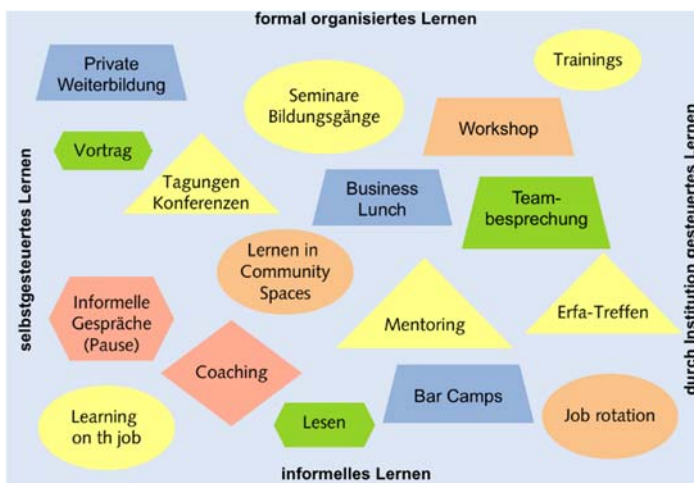 formal organisiertes Lernen
Private
Weiterbildung
Trainings
Seminare
Bildungsgänge
Workshop
Vortrag
Tagungen
Konferenzen
Business
Lunch
Team-
besprechung
selbstgesteuertes Lernen
durch Institution gesteuertes Lernen
Lernen in
Community
Spaces
Informelle
Gespräche
(Pause)
Mentoring
Erfa-Treffen
Coaching
Bar Camps
Learning
on th job
Lesen
Job rotation
informelles Lernen